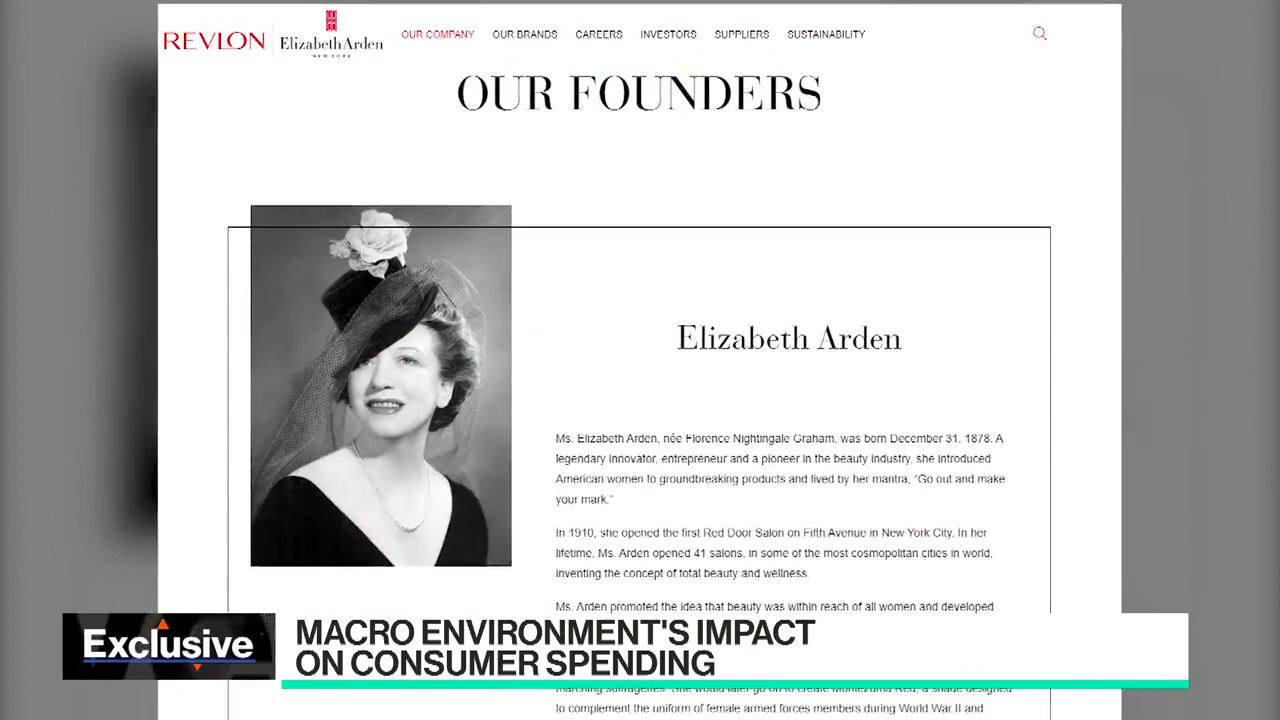 REVLON
Elizabeth Arden
NEW YORK
OUR COMPANY
OUR BRANDS
CAREERS
INVESTORS
SUPPLIERS
SUSTAINABILITY
OUR FOUNDERS
Elizabeth Arden
Ms. Elizabeth Arden, née Florence Nightingale Graham, was born December 31, 1878. A
legendary innovator, entrepreneur and a pioneer in the beauty industry, she introduced
American women to groundbreaking products and lived by her mantra, “Go out and make
your mark.”
In 1910, she opened the first Red Door Salon on Fifth Avenue in New York City. In her
lifetime, Ms. Arden opened 41 salons, in some of the most cosmopolitan cities in world,
inventing the concept of total beauty and wellness.
Ms. Arden promoted the idea that beauty was within reach of all women and developed
Exclusive
MACRO ENVIRONMENT'S IMPACT
ON CONSUMER SPENDING
marching suffragettes. She would later go on to create Montezuma Red, a shade designed
to complement the uniform of female armed forces members during World War II and